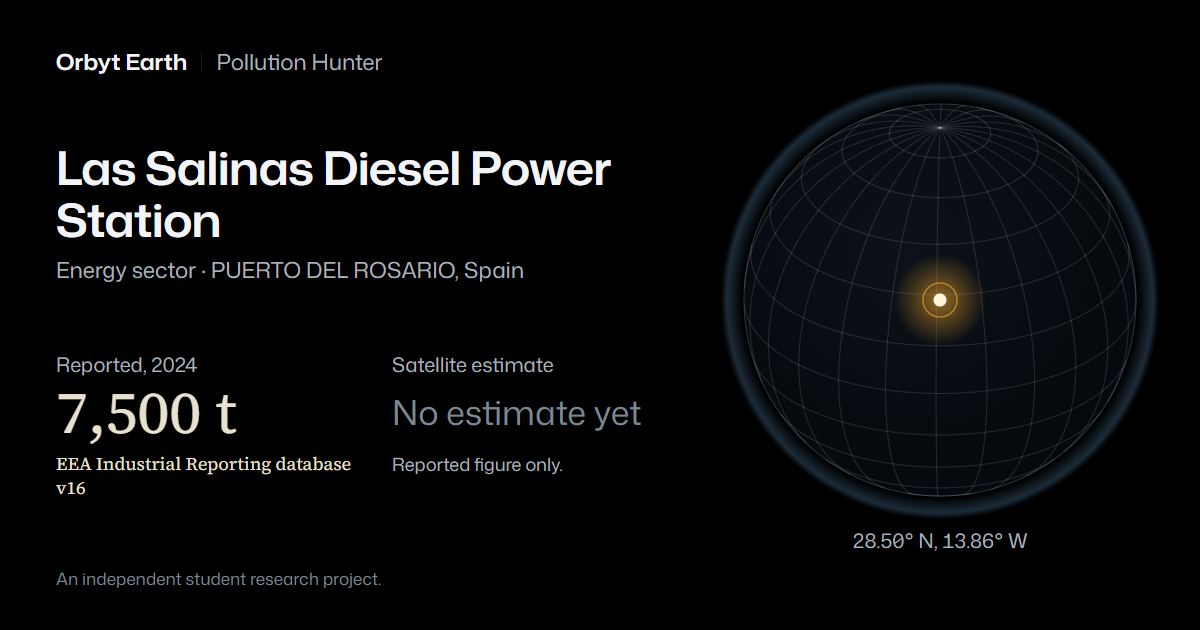 Orbyt Earth | Pollution Hunter
Las Salinas Diesel Power
Station
Energy sector · PUERTO DEL ROSARIO, Spain
Reported, 2024
7,500 t
EEA Industrial Reporting database
v16
Satellite estimate
No estimate yet
Reported figure only.
28.50° N, 13.86° W
An independent student research project.